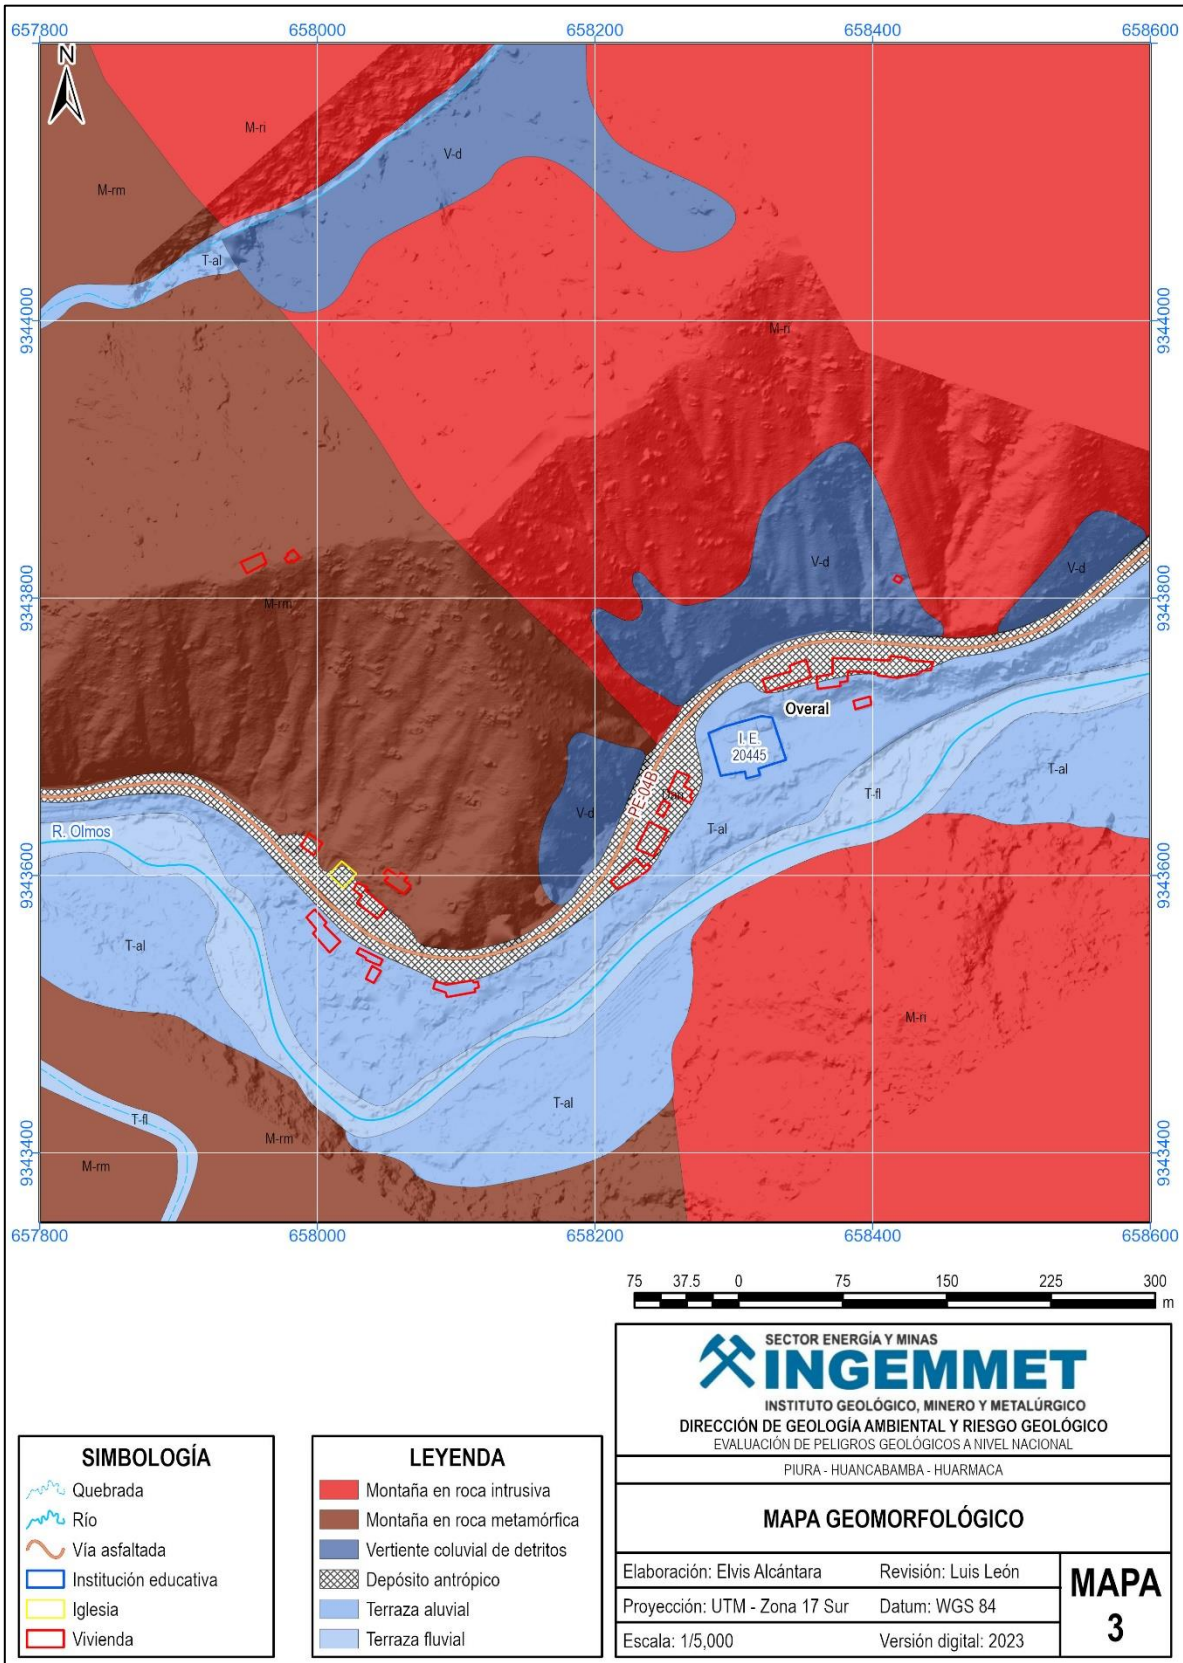 657800
658000
658200
658400
658600
N
M-ri
V-d
M-rm
T-al
9344000
M-ri
9344000
V-d
V-d
9343800
M-rm
9343800
Overal
I. E.
20445
PE-04B
Dan
T-al
T-fl
V-d
T-al
R. Olmos
9343600
9343600
T-al
M-ri
T-al
T-fl
M-rm
M-rm
9343400
9343400
657800
658000
658200
658400
658600
75 37.5 0 75 150 225 300
m
SECTOR ENERGÍA Y MINAS
INGEMMET
INSTITUTO GEOLÓGICO, MINERO Y METALÚRGICO
DIRECCIÓN DE GEOLOGÍA AMBIENTAL Y RIESGO GEOLÓGICO
EVALUACIÓN DE PELIGROS GEOLÓGICOS A NIVEL NACIONAL
PIURA - HUANCABAMBA - HUARMACA
MAPA GEOMORFOLÓGICO
Elaboración: Elvis Alcántara
Revisión: Luis León
Proyección: UTM - Zona 17 Sur
Datum: WGS 84
Escala: 1/5,000
Versión digital: 2023
MAPA
3
SIMBOLOGÍA
Quebrada
Río
Vía asfaltada
Institución educativa
Iglesia
Vivienda
LEYENDA
Montaña en roca intrusiva
Montaña en roca metamórfica
Vertiente coluvial de detritos
Depósito antrópico
Terraza aluvial
Terraza fluvial